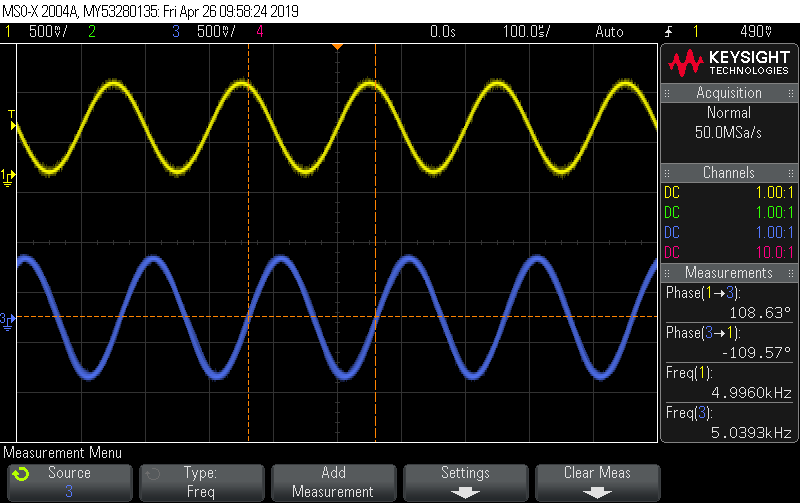 MSO-X 2004A, MY53280135: Fri Apr 26 09:58:24 2019
1 500♉/ 2 3 500♉/ 4 0.0s 100.0㎲/ Auto 1 490♉
KEYSIGHT
TECHNOLOGIES
Acquisition
Normal
50.0MSa/s
Channels
DC 1.00:1
DC 1.00:1
DC 1.00:1
DC 10.0:1
Measurements
Phase(1→3):
108.63°
Phase(3→1):
-109.57°
Freq(1):
4.9960kHz
Freq(3):
5.0393kHz
T
1
3
Measurement Menu
Source
3
Type:
Freq
Add
Measurement
Settings
Clear Meas